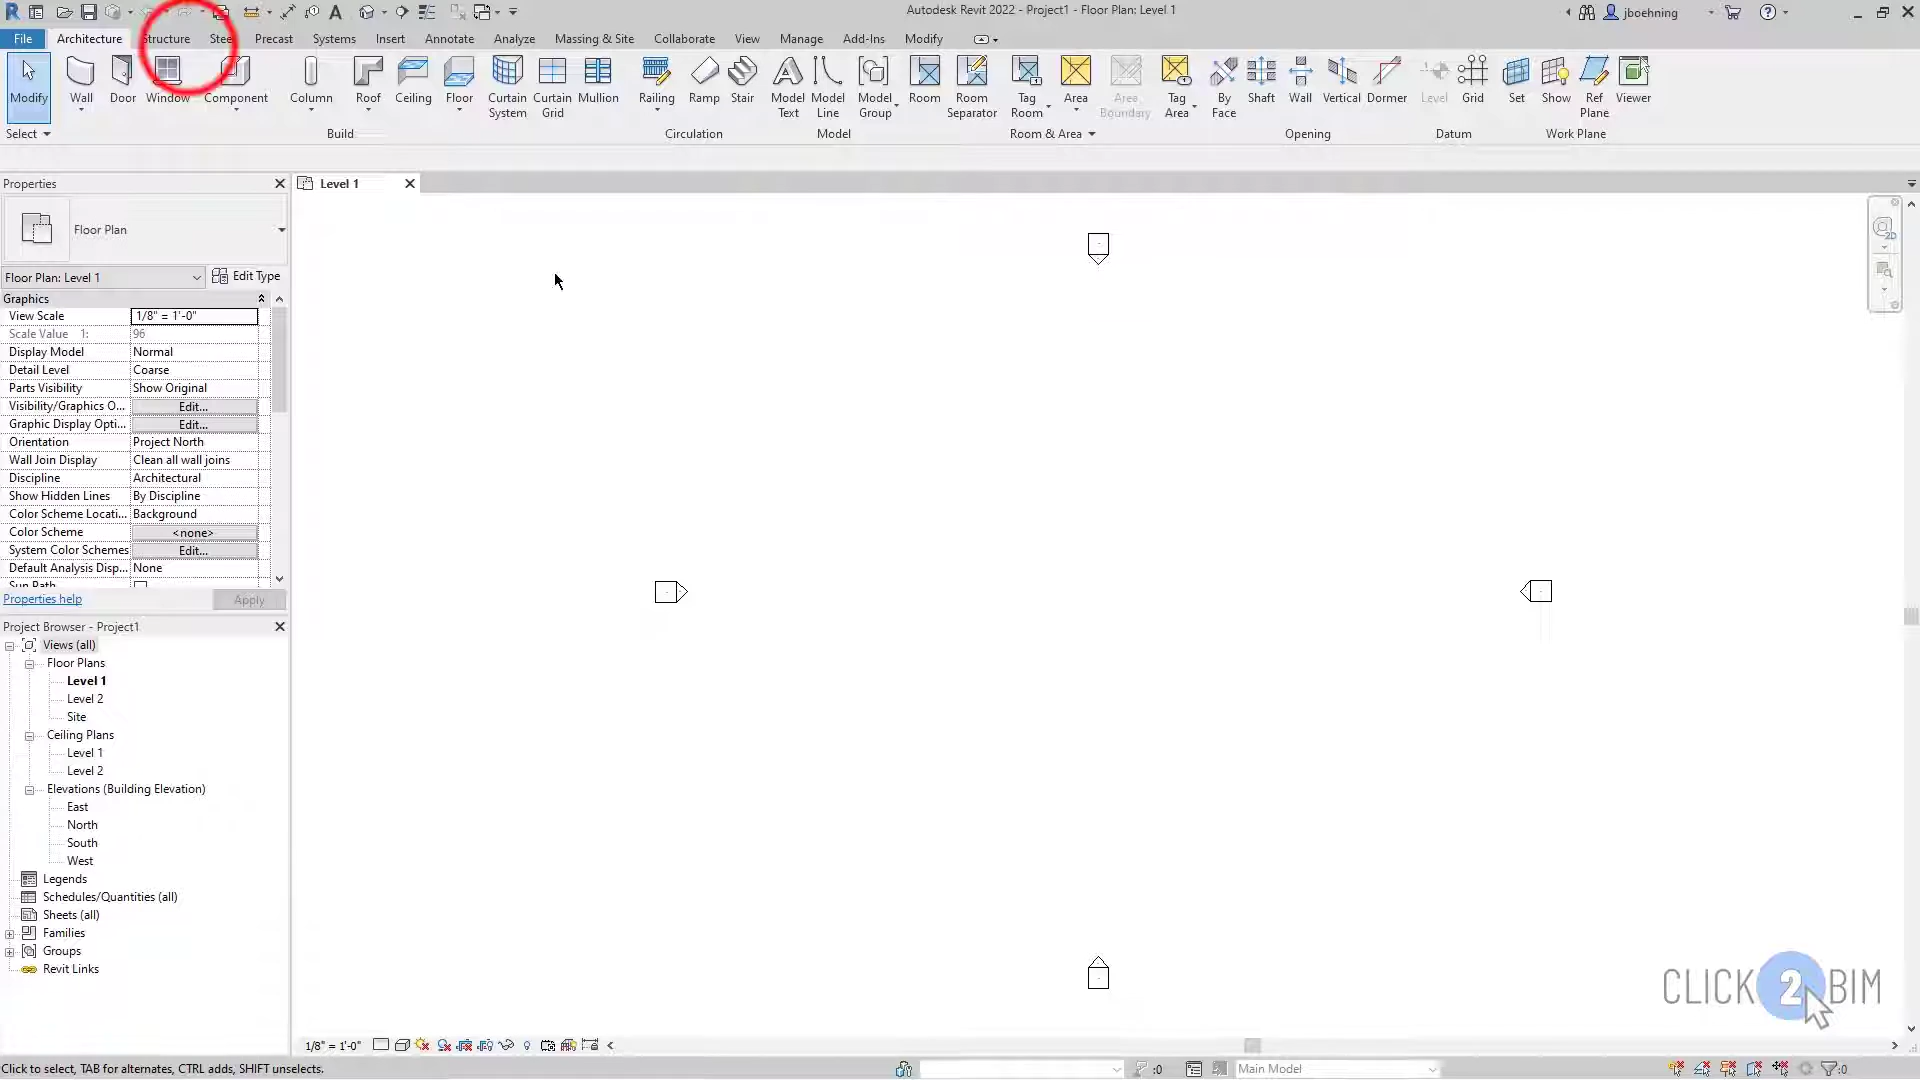 Autodesk Revit 2022 - Project1 - Floor Plan: Level 1
jboehning
File Architecture Structure Steel Precast Systems Insert Annotate Analyze Massing & Site Collaborate View Manage Add-Ins Modify
Modify Wall Door Window Component Column Roof Ceiling Floor Curtain System Curtain Grid Mullion Railing Ramp Stair Model Text Model Line Model Group Room Room Separator Tag Room Area Area Boundary Tag Area By Face Shaft Wall Vertical Dormer Level Grid Set Show Ref Plane Viewer
Select Build Circulation Model Room & Area Opening Datum Work Plane
Properties
Level 1
Floor Plan
Floor Plan: Level 1 Edit Type
Graphics
View Scale 1/8" = 1'-0"
Scale Value 1: 96
Display Model Normal
Detail Level Coarse
Parts Visibility Show Original
Visibility/Graphics O... Edit...
Graphic Display Opti... Edit...
Orientation Project North
Wall Join Display Clean all wall joins
Discipline Architectural
Show Hidden Lines By Discipline
Color Scheme Locati... Background
Color Scheme <none>
System Color Schemes Edit...
Default Analysis Disp... None
Sun Path
Properties help Apply
Project Browser - Project1
Views (all)
Floor Plans
Level 1
Level 2
Site
Ceiling Plans
Level 1
Level 2
Elevations (Building Elevation)
East
North
South
West
Legends
Schedules/Quantities (all)
Sheets (all)
Families
Groups
Revit Links
CLICK 2 BIM
1/8" = 1'-0"
Click to select, TAB for alternates, CTRL adds, SHIFT unselects.
:0
Main Model
:0